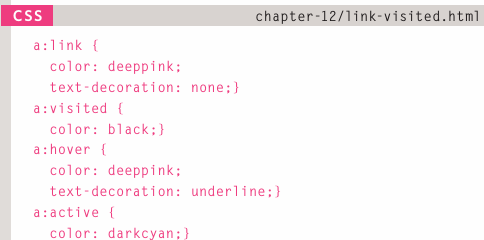 CSS chapter-12/link-visited.html
a:link {
color: deeppink;
text-decoration: none;}
a:visited {
color: black;}
a:hover {
color: deeppink;
text-decoration: underline;}
a:active {
color: darkcyan;}